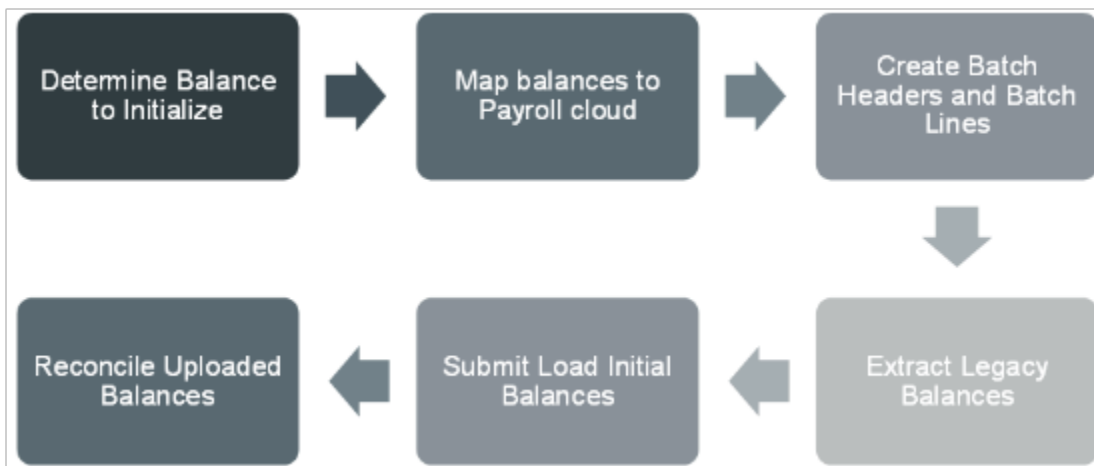 Determine Balance
to Initialize
Map balances to
Payroll cloud
Create Batch
Headers and Batch
Lines
Extract Legacy
Balances
Submit Load Initial
Balances
Reconcile Uploaded
Balances